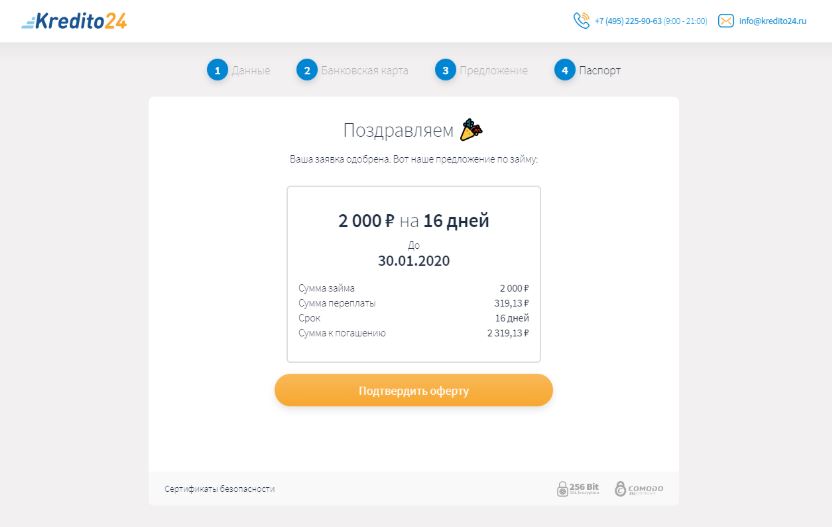 Kredito24
+7 (495) 225-90-63 (9:00 - 21:00)
info@kredito24.ru
1 Данные
2 Банковская карта
3 Предложение
4 Паспорт
Поздравляем
Ваша заявка одобрена. Вот наше предложение по займу:
2 000 ₽ на 16 дней
До
30.01.2020
Сумма займа 2 000 ₽
Сумма переплаты 319,13 ₽
Срок 16 дней
Сумма к погашению 2 319,13 ₽
Подтвердить оферту
Сертификаты безопасности
256 Bit
COMODO